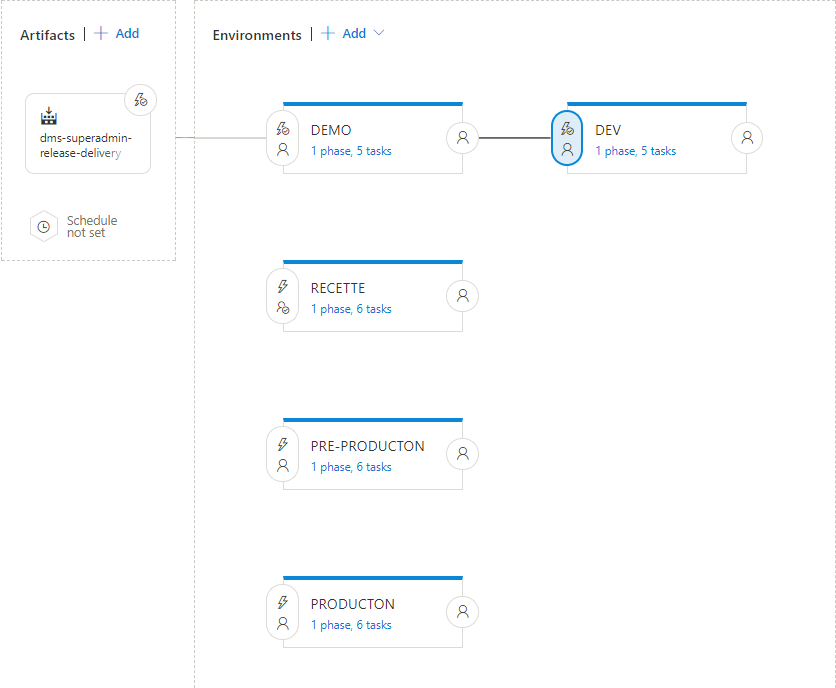 Artifacts | + Add
Environments | + Add
dms-superadmin-
release-delivery
Schedule
not set
DEMO
1 phase, 5 tasks
DEV
1 phase, 5 tasks
RECETTE
1 phase, 6 tasks
PRE-PRODUCTON
1 phase, 6 tasks
PRODUCTON
1 phase, 6 tasks